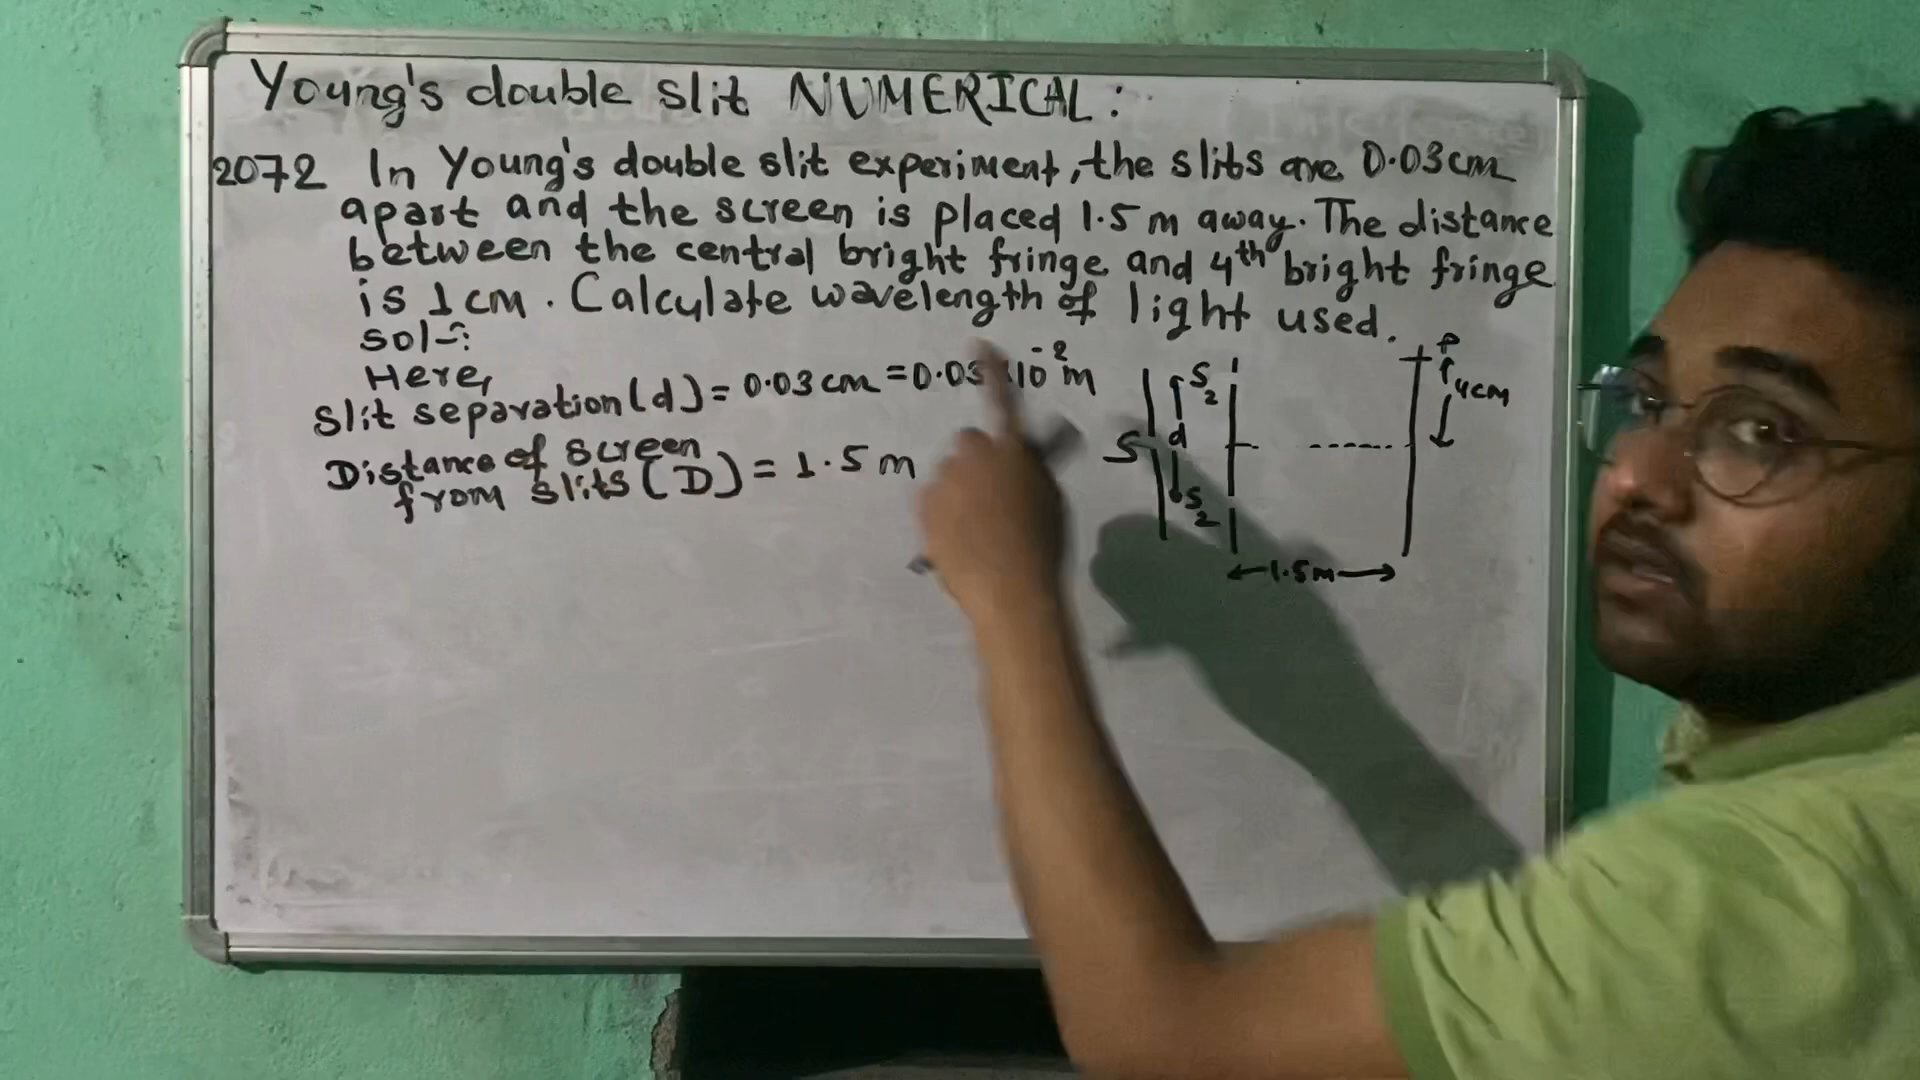 Young's double slit NUMERICAL:
2072 In Young's double slit experiment, the slits are 0.03cm
apart and the screen is placed 1.5 m away. The distance
between the central bright fringe and 4th bright fringe
is 1 cm. Calculate wavelength of light used.
Sol-:
Here,
Slit separation (d) = 0.03 cm = 0.03 10⁻² m
Distance of screen
from slits (D) = 1.5 m
P
S2
4cm
S
d
S2
1.5m